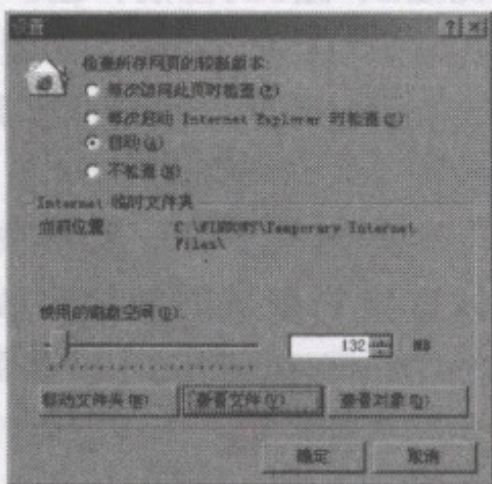 设置
检查所存网页的较新版本:
每次访问此页时检查(E)
每次启动 Internet Explorer 时检查(S)
自动(A)
不检查(N)
Internet 临时文件夹
当前位置: C:\WINDOWS\Temporary Internet
Files\
使用的磁盘空间(D):
132 MB
移动文件夹(M)... 查看文件(V)... 查看对象(O)...
确定 取消